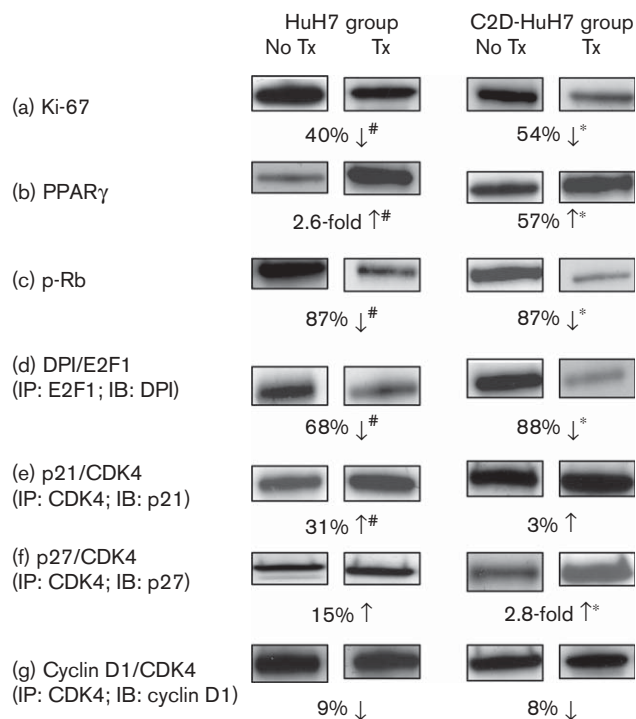 HuH7 group C2D-HuH7 group
No Tx Tx No Tx Tx
(a) Ki-67
40% ↓# 54% ↓*
(b) PPARγ
2.6-fold ↑# 57% ↑*
(c) p-Rb
87% ↓# 87% ↓*
(d) DPI/E2F1
(IP: E2F1; IB: DPI)
68% ↓# 88% ↓*
(e) p21/CDK4
(IP: CDK4; IB: p21)
31% ↑# 3% ↑
(f) p27/CDK4
(IP: CDK4; IB: p27)
15% ↑ 2.8-fold ↑*
(g) Cyclin D1/CDK4
(IP: CDK4; IB: cyclin D1)
9% ↓ 8% ↓